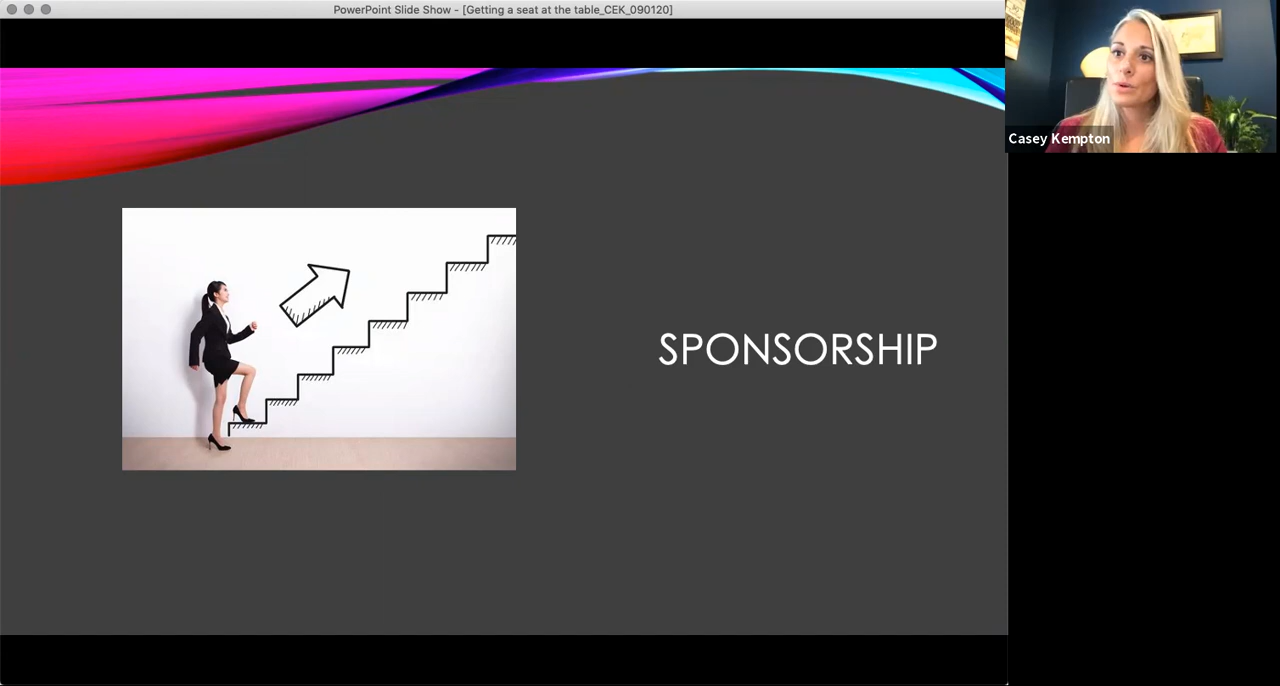 PowerPoint Slide Show - [Getting a seat at the table_CEK_090120]
Casey Kempton
SPONSORSHIP